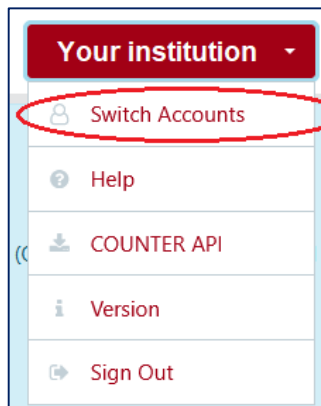 Your institution
Switch Accounts
Help
COUNTER API
Version
Sign Out